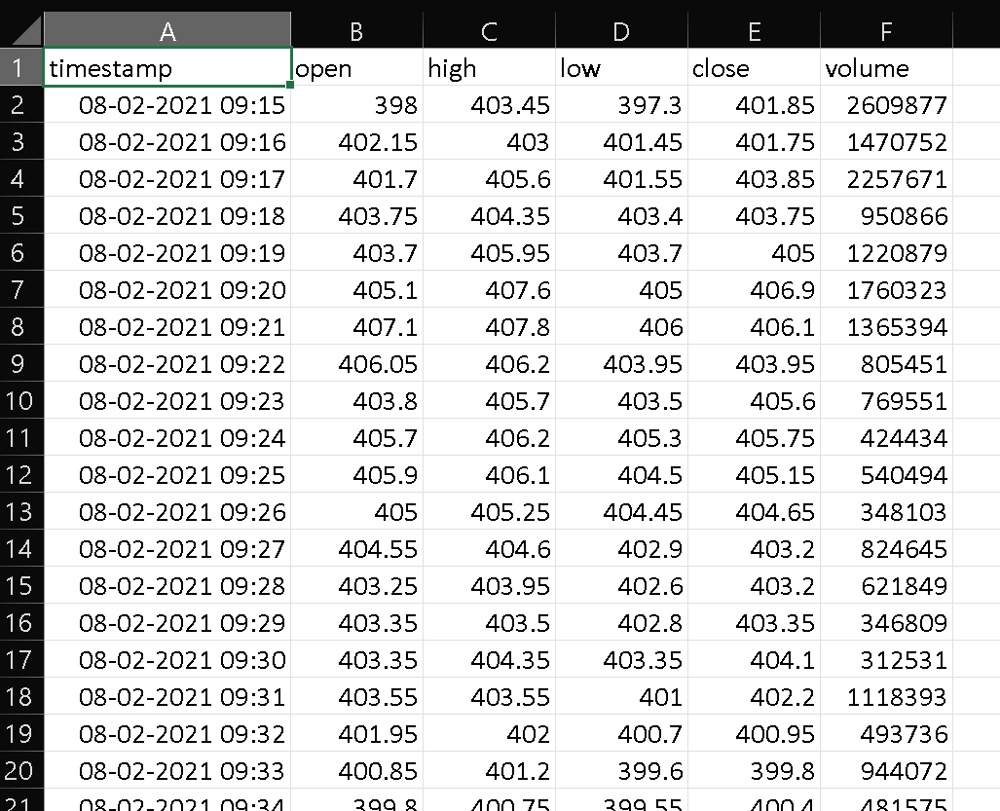 A B C D E F
1 timestamp open high low close volume
2 08-02-2021 09:15 398 403.45 397.3 401.85 2609877
3 08-02-2021 09:16 402.15 403 401.45 401.75 1470752
4 08-02-2021 09:17 401.7 405.6 401.55 403.85 2257671
5 08-02-2021 09:18 403.75 404.35 403.4 403.75 950866
6 08-02-2021 09:19 403.7 405.95 403.7 405 1220879
7 08-02-2021 09:20 405.1 407.6 405 406.9 1760323
8 08-02-2021 09:21 407.1 407.8 406 406.1 1365394
9 08-02-2021 09:22 406.05 406.2 403.95 403.95 805451
10 08-02-2021 09:23 403.8 405.7 403.5 405.6 769551
11 08-02-2021 09:24 405.7 406.2 405.3 405.75 424434
12 08-02-2021 09:25 405.9 406.1 404.5 405.15 540494
13 08-02-2021 09:26 405 405.25 404.45 404.65 348103
14 08-02-2021 09:27 404.55 404.6 402.9 403.2 824645
15 08-02-2021 09:28 403.25 403.95 402.6 403.2 621849
16 08-02-2021 09:29 403.35 403.5 402.8 403.35 346809
17 08-02-2021 09:30 403.35 404.35 403.35 404.1 312531
18 08-02-2021 09:31 403.55 403.55 401 402.2 1118393
19 08-02-2021 09:32 401.95 402 400.7 400.95 493736
20 08-02-2021 09:33 400.85 401.2 399.6 399.8 944072
21 08-02-2021 09:34 399.8 400.75 399.55 400.4 481575